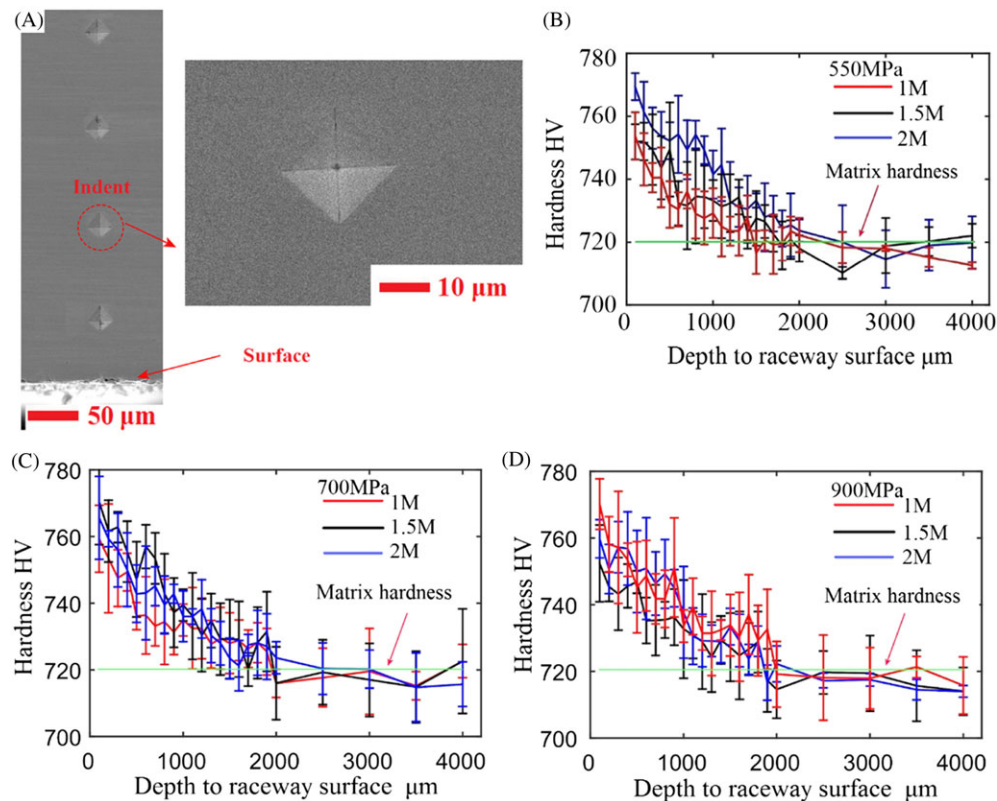 (A)
Indent
Surface
50 μm
10 μm
(B)
780
760
740
720
700
Hardness HV
550MPa
1M
1.5M
2M
Matrix hardness
0 1000 2000 3000 4000
Depth to raceway surface μm
(C)
780
760
740
720
700
Hardness HV
700MPa
1M
1.5M
2M
Matrix hardness
0 1000 2000 3000 4000
Depth to raceway surface μm
(D)
780
760
740
720
700
Hardness HV
900MPa
1M
1.5M
2M
Matrix hardness
0 1000 2000 3000 4000
Depth to raceway surface μm